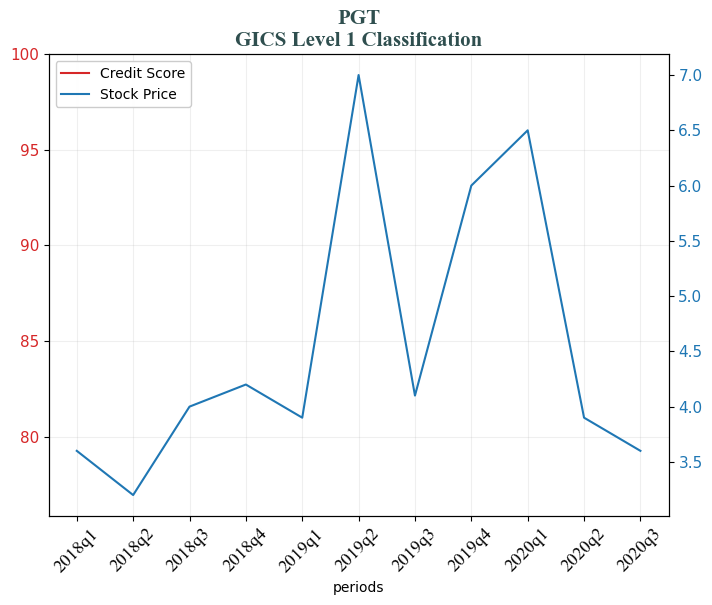 PGT
GICS Level 1 Classification
Credit Score
Stock Price
100
95
90
85
80
7.0
6.5
6.0
5.5
5.0
4.5
4.0
3.5
2018q1
2018q2
2018q3
2018q4
2019q1
2019q2
2019q3
2019q4
2020q1
2020q2
2020q3
periods